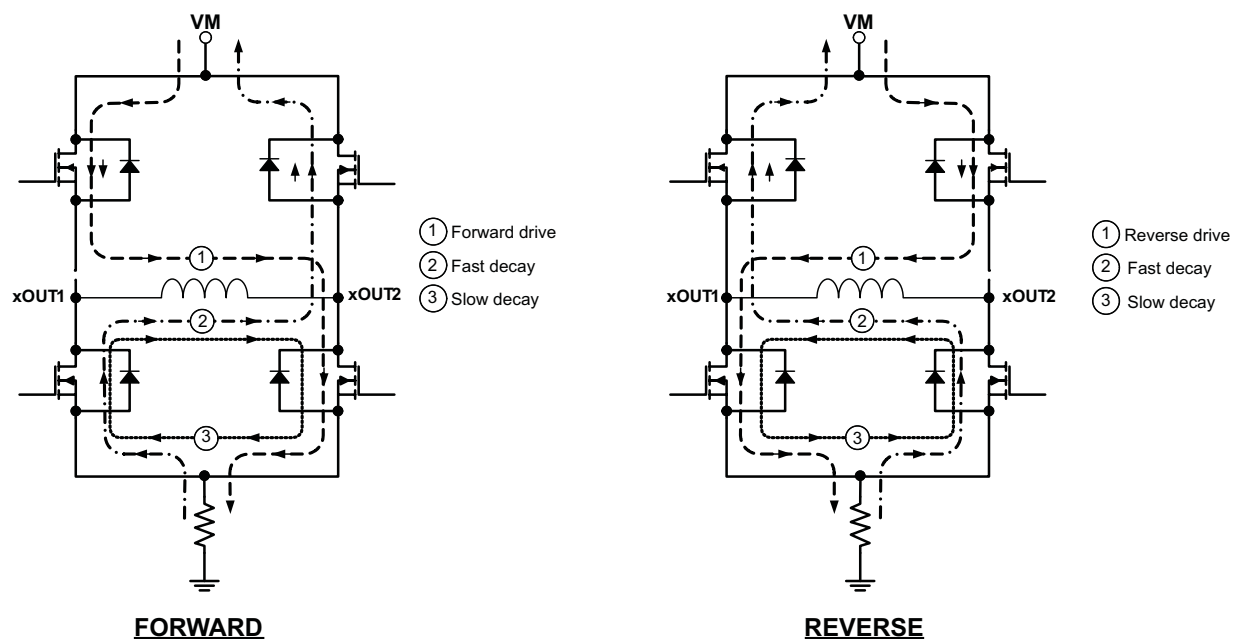 VM
1
xOUT1
xOUT2
2
3
1 Forward drive
2 Fast decay
3 Slow decay
FORWARD
VM
1
xOUT1
xOUT2
2
3
1 Reverse drive
2 Fast decay
3 Slow decay
REVERSE